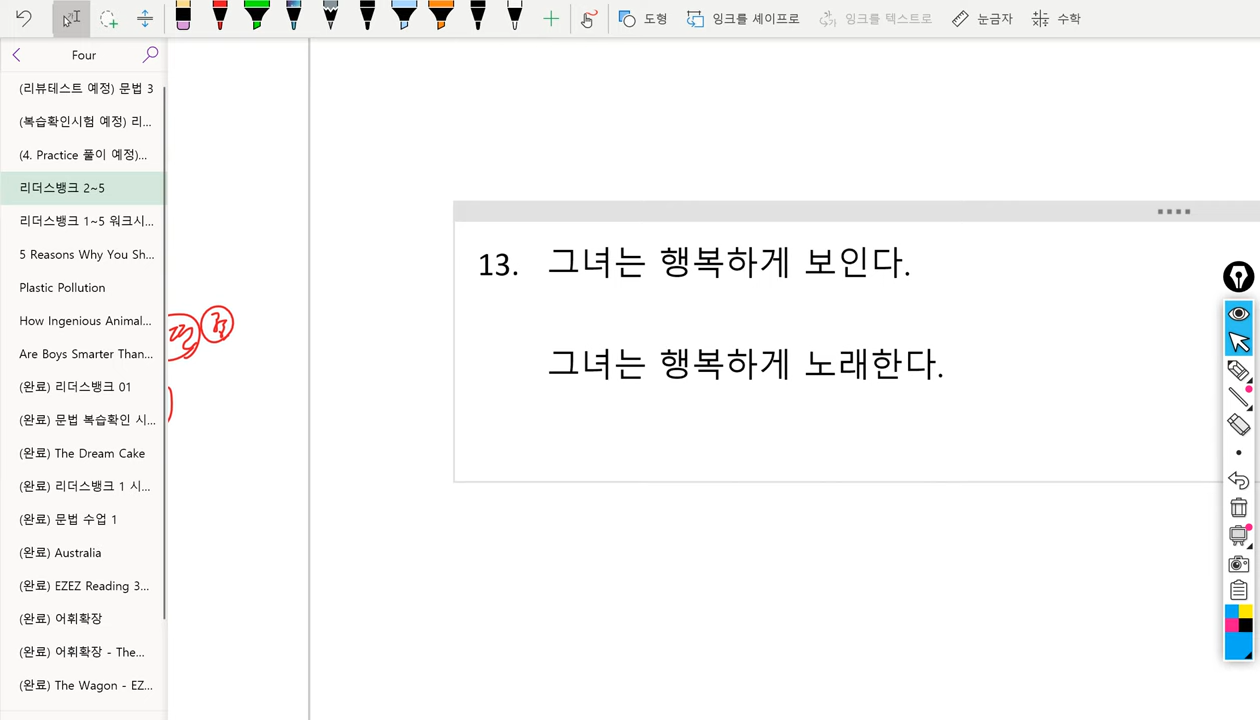 도형
잉크를 셰이프로
잉크를 텍스트로
눈금자
수학
Four
(리뷰테스트 예정) 문법 3
(복습확인시험 예정) 리...
(4. Practice 풀이 예정)...
리더스뱅크 2~5
리더스뱅크 1~5 워크시...
5 Reasons Why You Sh...
Plastic Pollution
How Ingenious Animal...
Are Boys Smarter Than...
(완료) 리더스뱅크 01
(완료) 문법 복습확인 시...
(완료) The Dream Cake
(완료) 리더스뱅크 1 시...
(완료) 문법 수업 1
(완료) Australia
(완료) EZEZ Reading 3...
(완료) 어휘확장
(완료) 어휘확장 - The...
(완료) The Wagon - EZ...
13. 그녀는 행복하게 보인다.
그녀는 행복하게 노래한다.